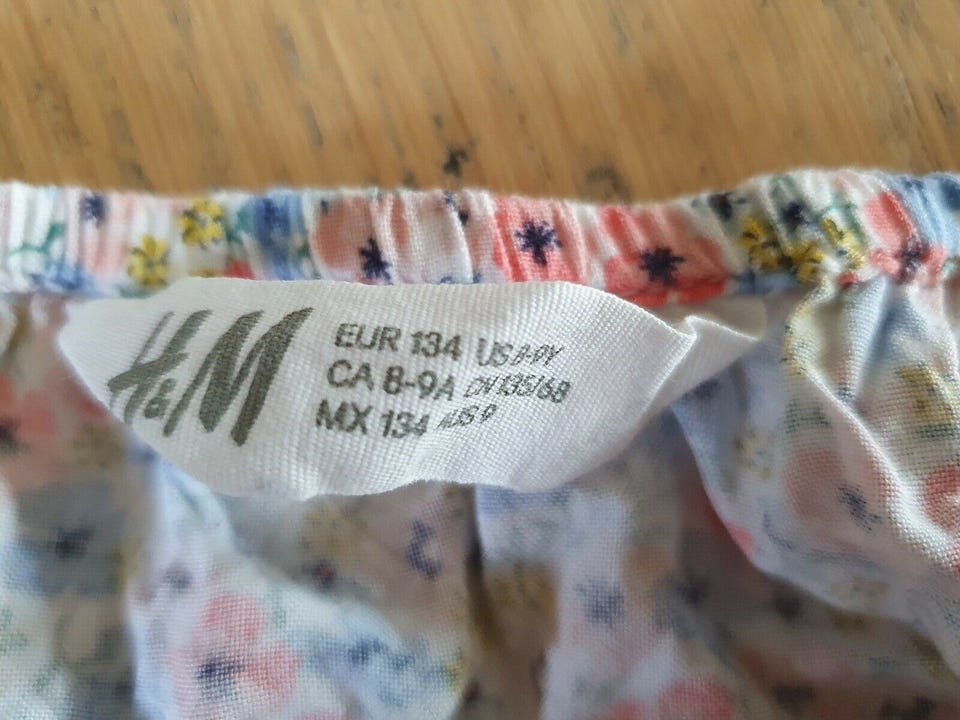 H&M
EUR 134 US 8-9Y
CA 8-9A CN 135/68
MX 134 AUS 9